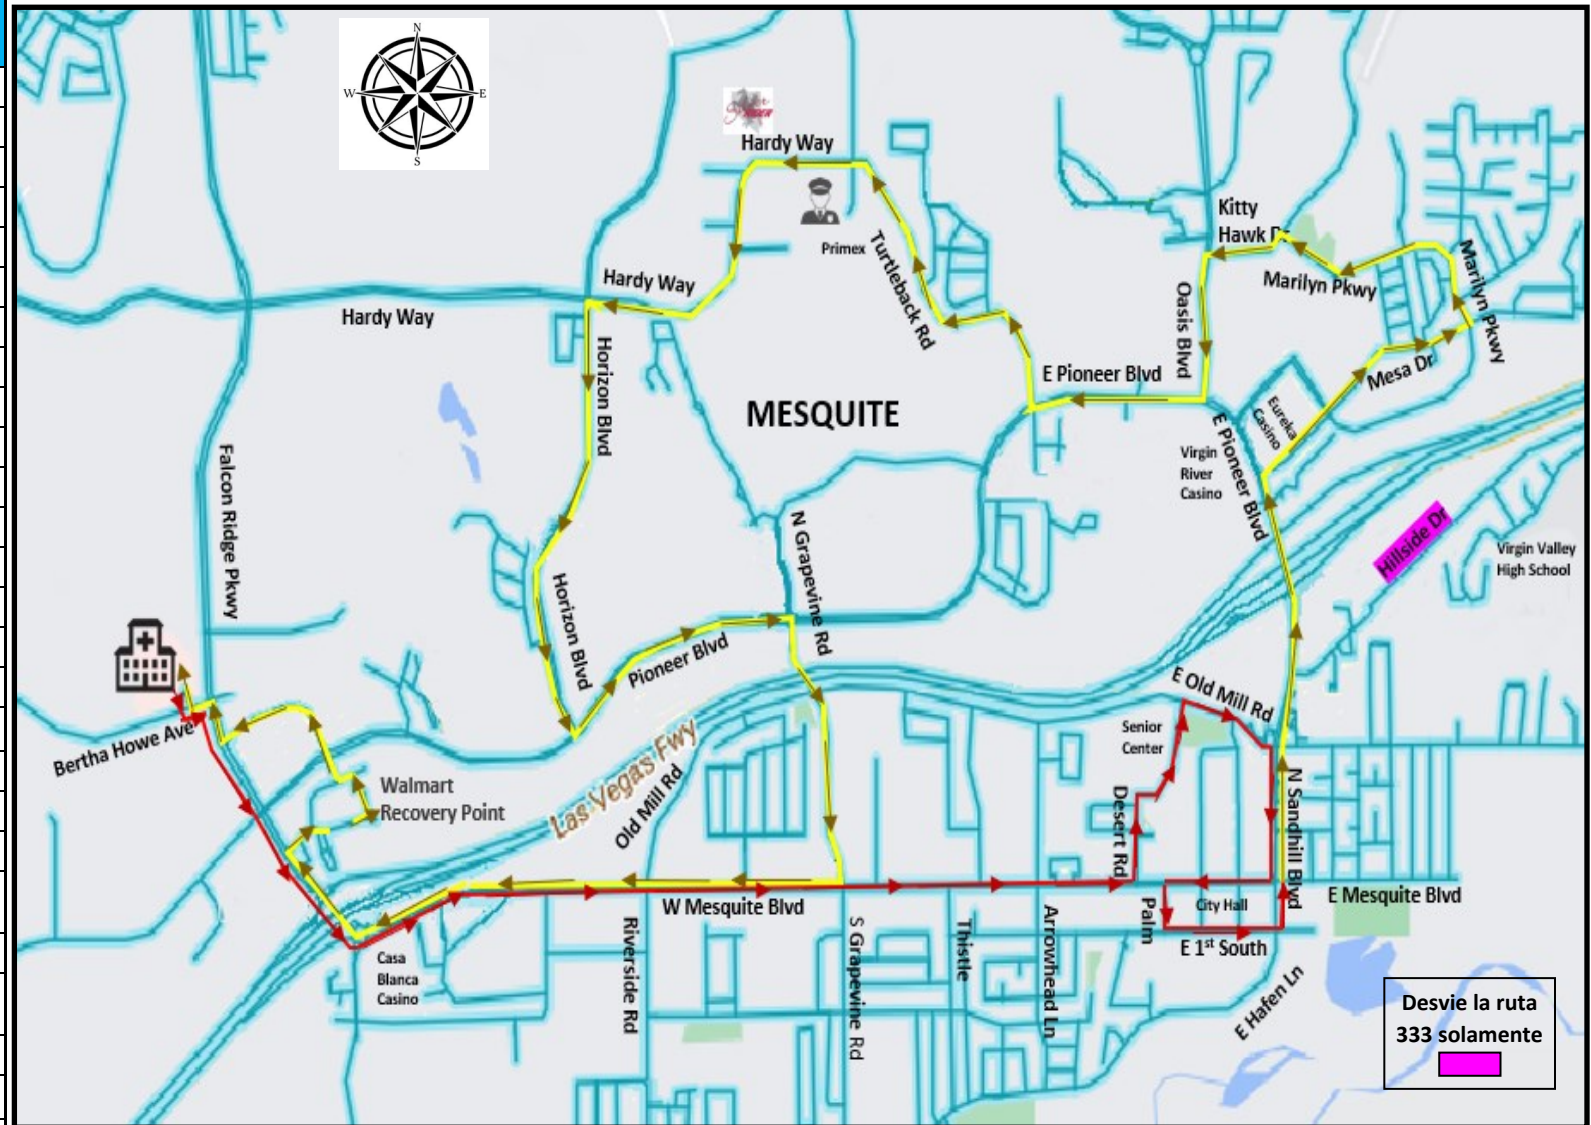 N
W
E
S
Hardy Way
Primex
Turtleback Rd
Kitty
Hawk
Marilyn Pkwy
Marilyn Pkwy
Oasis Blvd
Hardy Way
Hardy Way
Horizon Blvd
E Pioneer Blvd
Mesa Dr
MESQUITE
Eureka
Casino
E Pioneer Blvd
Virgin
River
Casino
Falcon Ridge Pkwy
N Grapevine Rd
Hillside Dr
Virgin Valley
High School
Horizon Blvd
Pioneer Blvd
E Old Mill Rd
Senior
Center
Bertha Howe Ave
Las Vegas Fwy
Old Mill Rd
Walmart
Recovery Point
Desert Rd
N Sandhill Blvd
W Mesquite Blvd
Palm
City Hall
E Mesquite Blvd
Riverside Rd
S Grapevine Rd
Thistle
Arrowhead Ln
E 1st South
Casa
Blanca
Casino
E Hafen Ln
Desvie la ruta
333 solamente